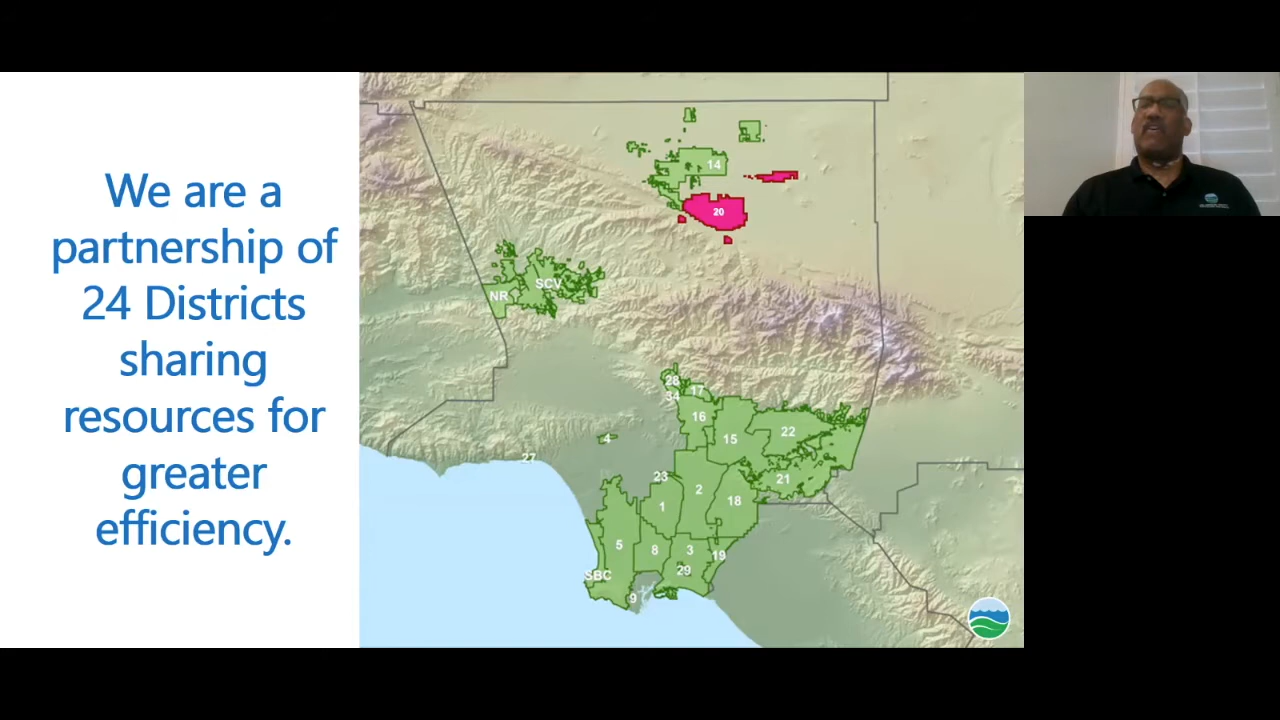 We are a
partnership of
24 Districts
sharing
resources for
greater
efficiency.
14
20
SCV
NR
28
17
34
16
15
22
4
27
23
21
2
1
18
5
8
3
19
29
SBC
9